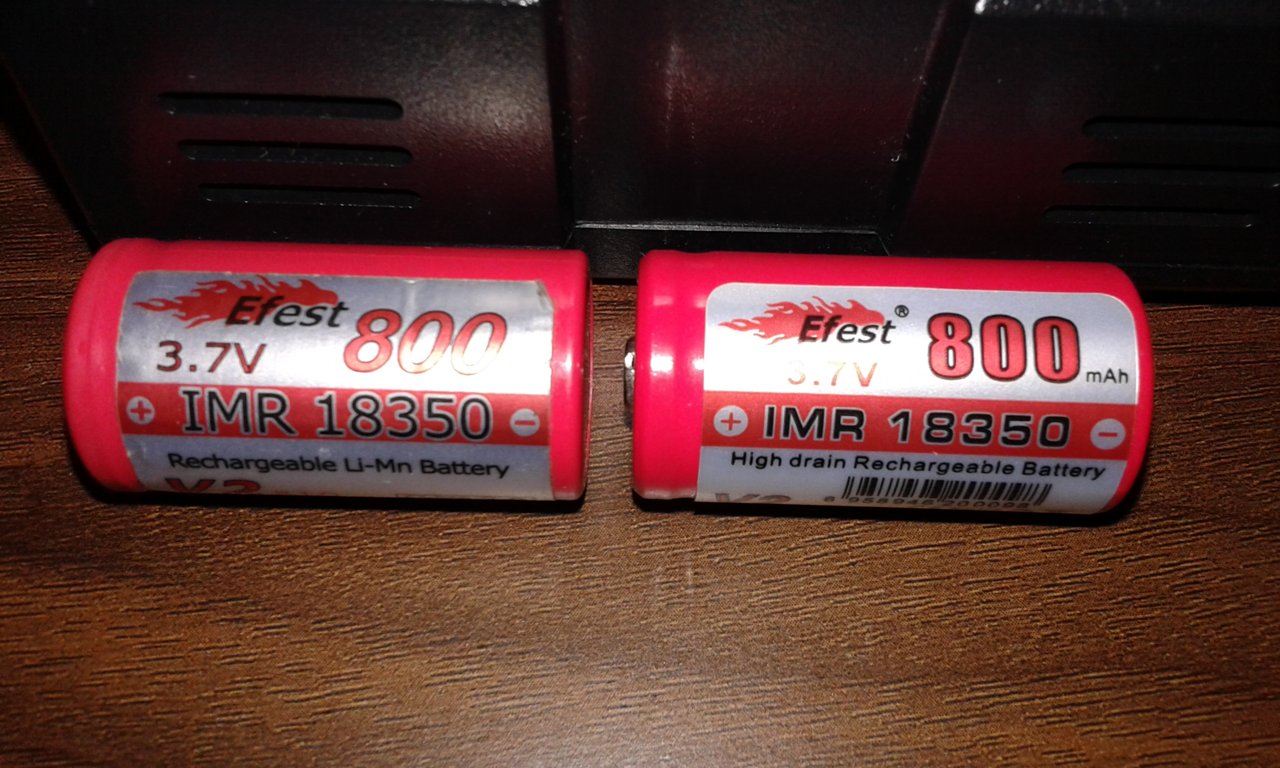 Efest 800
3.7V
+ IMR 18350 -
Rechargeable Li-Mn Battery
Efest® 800 mAh
3.7V
+ IMR 18350 -
High drain Rechargeable Battery